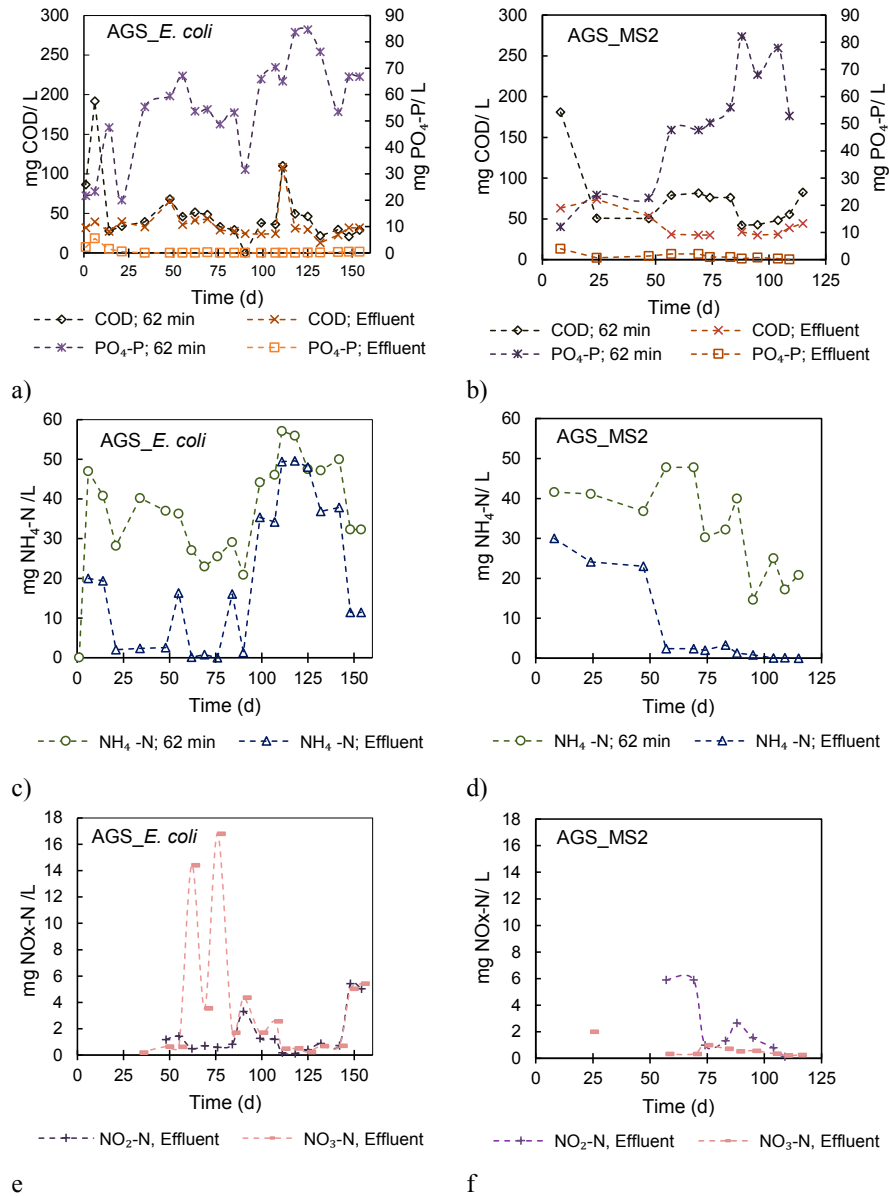 AGS_E. coli
300 250 200 150 100 50 0
mg COD/ L
90 80 70 60 50 40 30 20 10 0
mg PO₄-P/ L
0 25 50 75 100 125 150
Time (d)
COD; 62 min COD; Effluent
PO₄-P; 62 min PO₄-P; Effluent
a)
AGS_MS2
300 250 200 150 100 50 0
mg COD/ L
90 80 70 60 50 40 30 20 10 0
mg PO₄-P/ L
0 25 50 75 100 125
Time (d)
COD; 62 min COD; Effluent
PO₄-P; 62 min PO₄-P; Effluent
b)
AGS_E. coli
60 50 40 30 20 10 0
mg NH₄-N /L
0 25 50 75 100 125 150
Time (d)
NH₄ -N; 62 min NH₄ -N; Effluent
c)
AGS_MS2
60 50 40 30 20 10 0
mg NH₄-N/ L
0 25 50 75 100 125
Time (d)
NH₄ -N; 62 min NH₄ -N; Effluent
d)
AGS_E. coli
18 16 14 12 10 8 6 4 2 0
mg NOx-N /L
0 25 50 75 100 125 150
Time (d)
NO₂-N, Effluent NO₃-N, Effluent
e
AGS_MS2
18 16 14 12 10 8 6 4 2 0
mg NOx-N/ L
0 25 50 75 100 125
Time (d)
NO₂-N, Effluent NO₃-N, Effluent
f